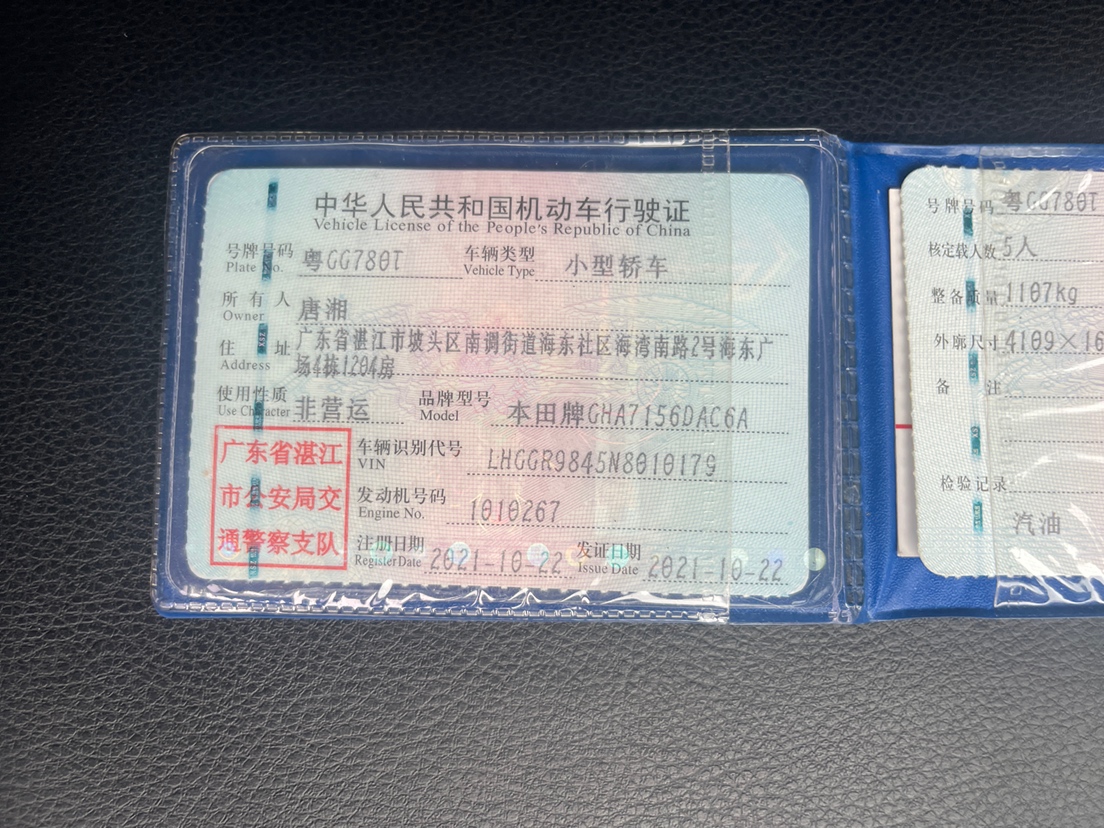 中华人民共和国机动车行驶证
Vehicle License of the People's Republic of China
号牌号码 粤GG780T 车辆类型 小型轿车
Plate No. Vehicle Type
所有人 唐湘
Owner
住址 广东省湛江市坡头区南调街道海东社区海湾南路2号海东广
Address 场4栋1204房
使用性质 非营运 品牌型号 本田牌GHA7156DAC6A
Use Character Model
广东省湛江
市公安局交
通警察支队
车辆识别代号 LHGGR9845N8010179
VIN
发动机号码 1010267
Engine No.
注册日期 2021-10-22 发证日期 2021-10-22
Register Date Issue Date
号牌号码 粤GG780T
核定载人数 5人
整备质量 1107kg
外廓尺寸 4109×16
备注
检验记录
汽油